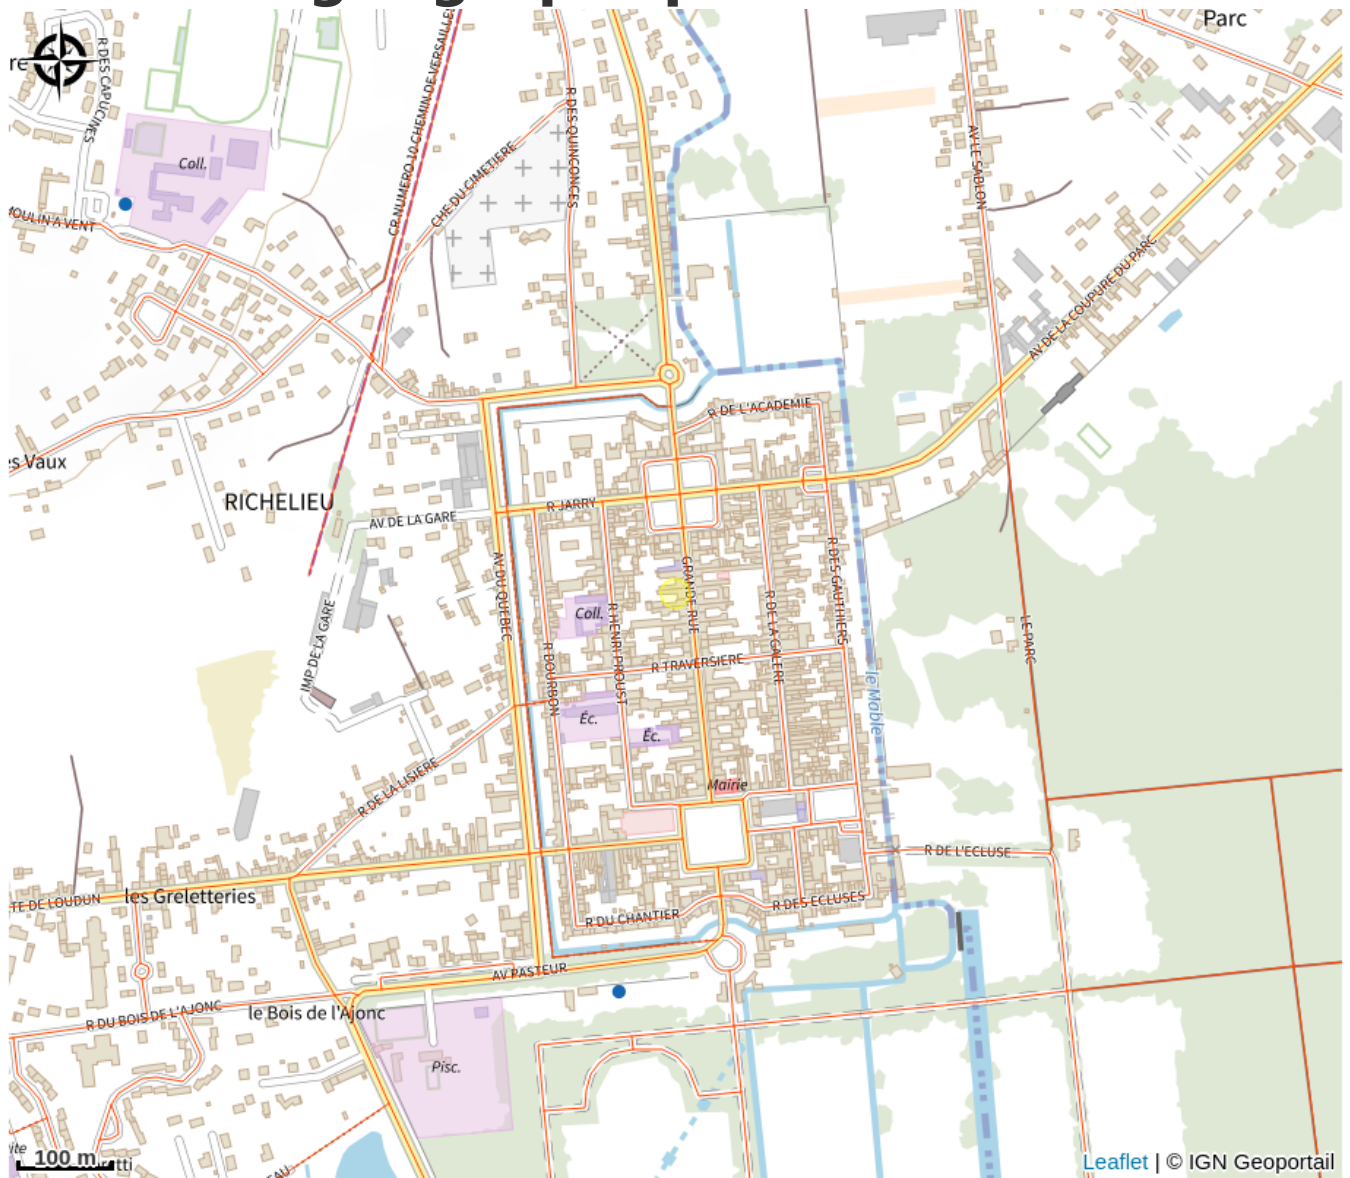 Parc
R DES CAPUCINES
CR NUMERO 10 CHEMIN DE VERSAILLE
R DES QUINCONCES
CHE DU CIMETIERE
AV LE SABLON
Coll.
MOULIN A VENT
AV DE LA COUPURE DU PARC
R DE L'ACADEMIE
es Vaux
RICHELIEU
R JARRY
AV DE LA GARE
AV DU QUEBEC
GRANDE RUE
R DES GAUTHIERS
Coll.
R HENRI PROUST
R DE LA GALERE
IMP DE LA GARE
LE PARC
R BOURBON
R TRAVERSIERE
le Mable
Éc.
Éc.
R DE LA LISIERE
Mairie
R DE L'ECLUSE
TE DE LOUDUN
les Greletteries
R DU CHANTIER
R DES ECLUSES
AV PASTEUR
R DU BOIS DE L'AJONC
le Bois de l'Ajonc
Pisc.
100 m
Leaflet | © IGN Geoportail